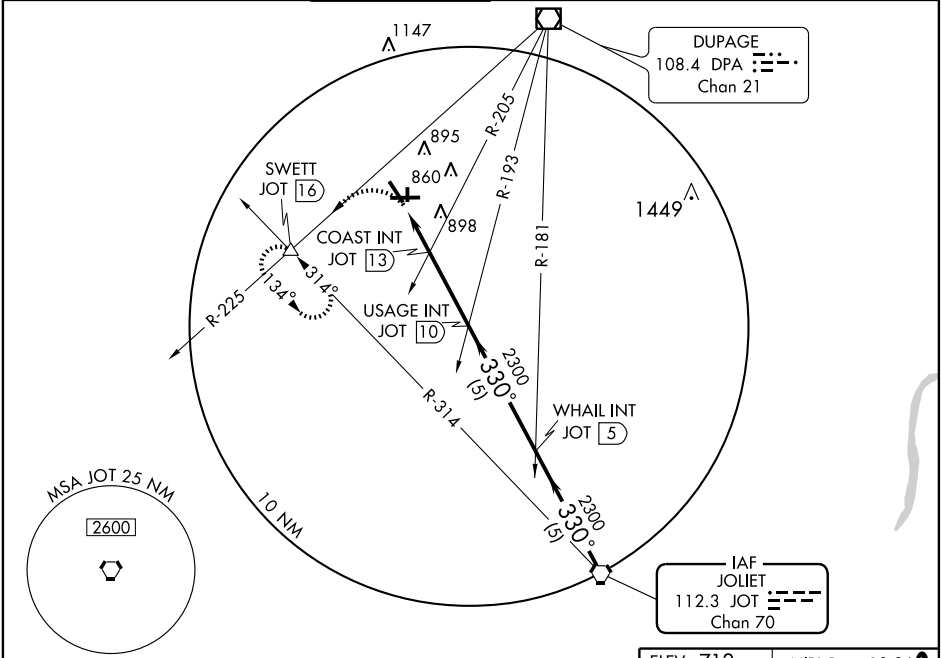 1147
DUPAGE
108.4 DPA
Chan 21
R-205
895
860
R-193
SWETT
JOT 16
1449
898
COAST INT
JOT 13
R-181
314°
134°
R-225
USAGE INT
JOT 10
2300
330°
(5)
R-314
WHAIL INT
JOT 5
MSA JOT 25 NM
2600
10 NM
2300
330°
(5)
IAF
JOLIET
112.3 JOT
Chan 70